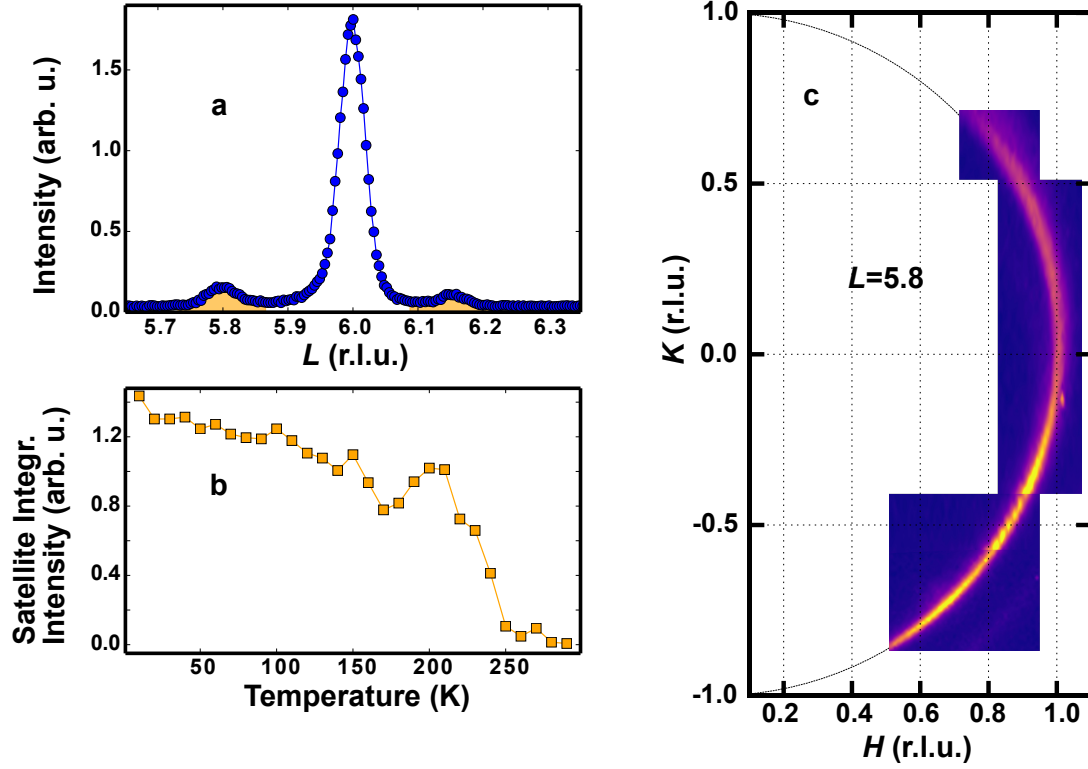 1.5
1.0
0.5
0.0
Intensity (arb. u.)
a
5.7 5.8 5.9 6.0 6.1 6.2 6.3
L (r.l.u.)
1.2
0.8
0.4
0.0
Satellite Integr.
Intensity (arb. u.)
b
50 100 150 200 250
Temperature (K)
1.0
0.5
0.0
-0.5
-1.0
K (r.l.u.)
c
L=5.8
0.2 0.4 0.6 0.8 1.0
H (r.l.u.)